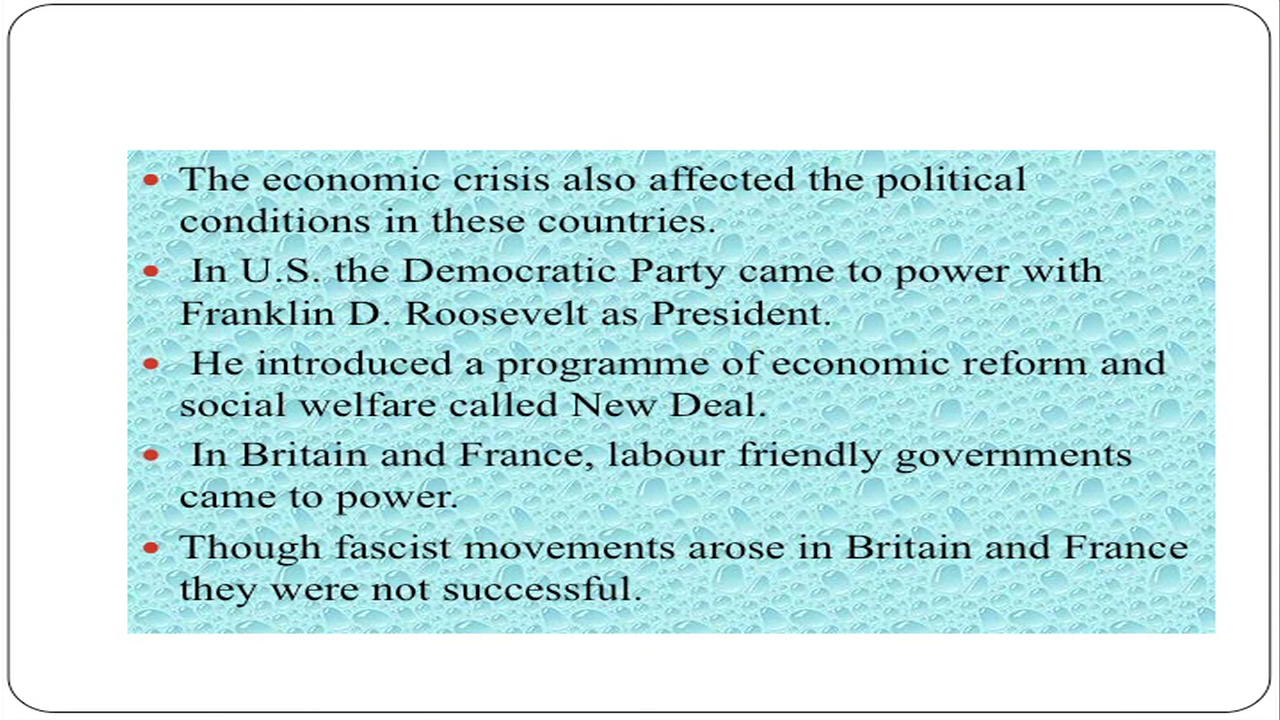 • The economic crisis also affected the political
conditions in these countries.
• In U.S. the Democratic Party came to power with
Franklin D. Roosevelt as President.
• He introduced a programme of economic reform and
social welfare called New Deal.
• In Britain and France, labour friendly governments
came to power.
• Though fascist movements arose in Britain and France
they were not successful.